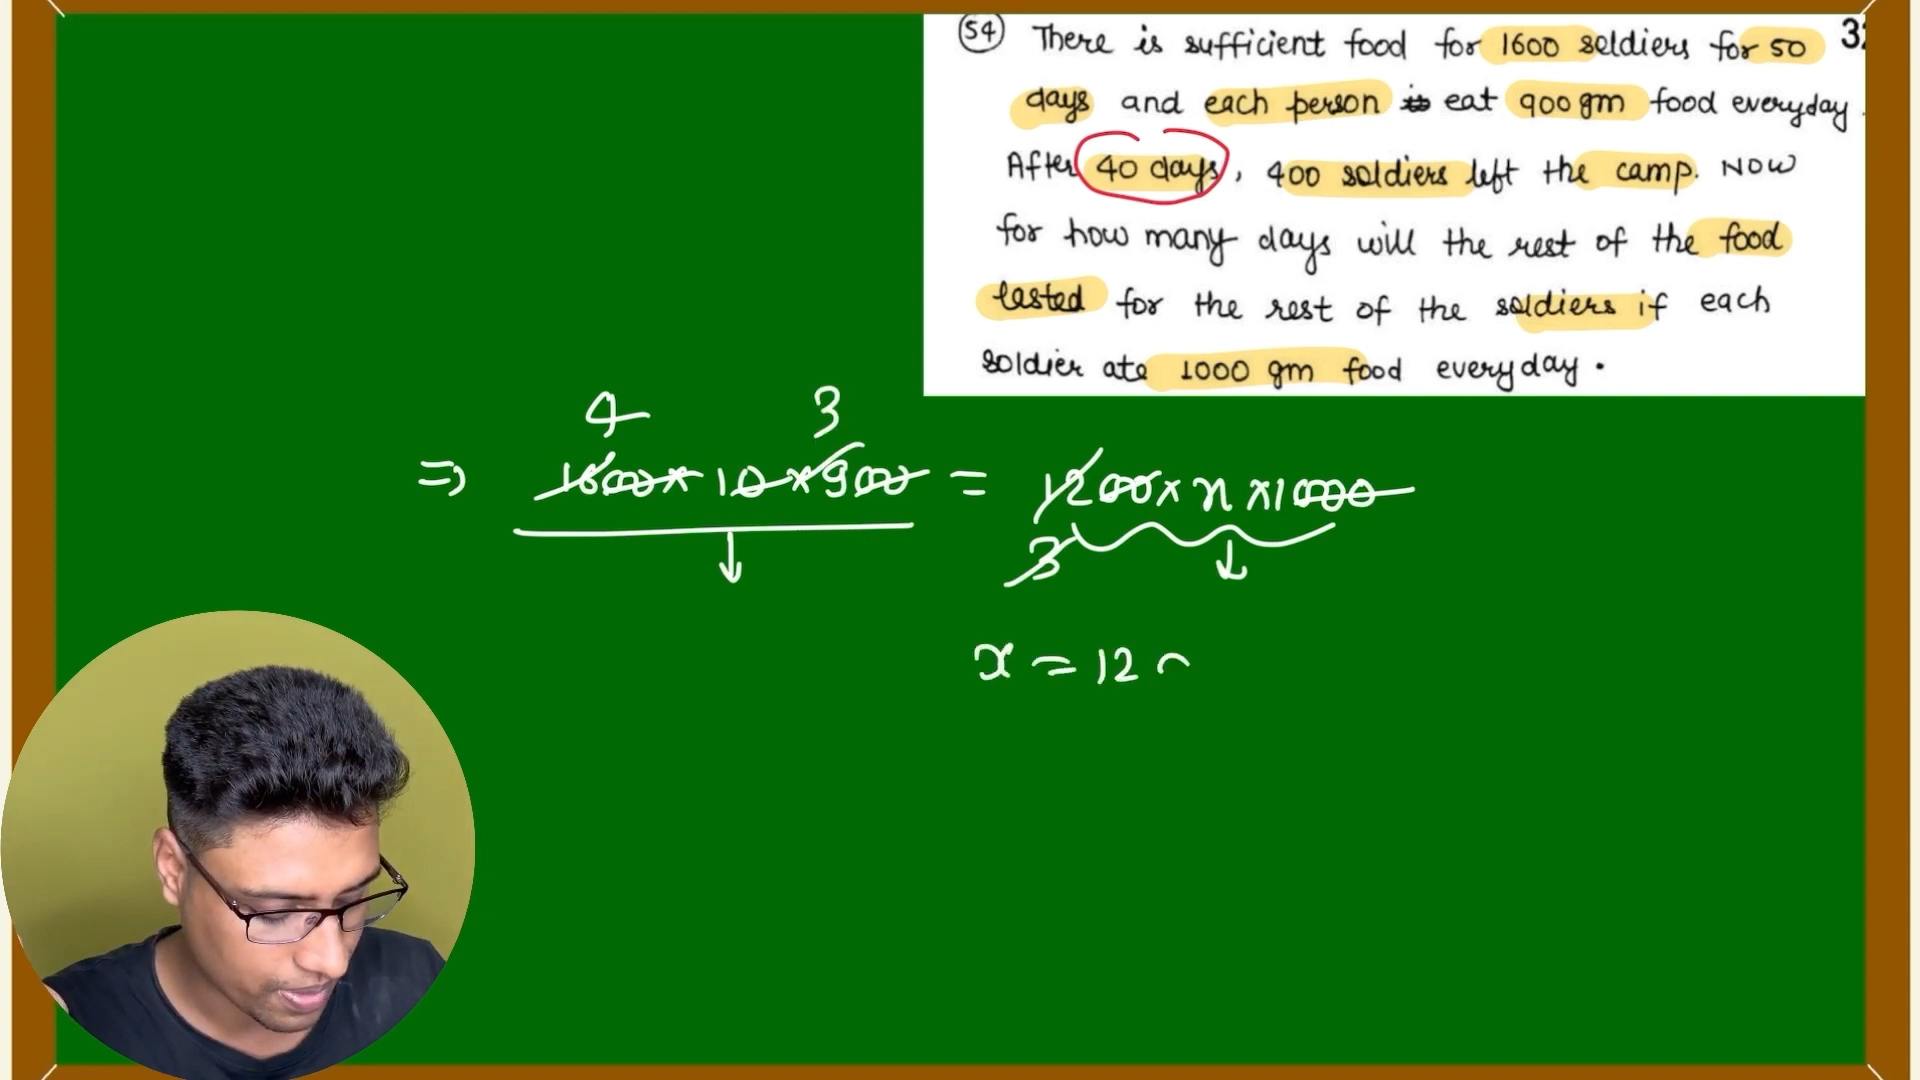 54 There is sufficient food for 1600 soldiers for 50
days and each person eat 900 gm food everyday.
After 40 days, 400 soldiers left the camp. Now
for how many days will the rest of the food
lasted for the rest of the soldiers if each
soldier ate 1000 gm food everyday.
4 3
⇒ 1600 × 10 × 900 = 1200 × x × 1000
3
x = 12